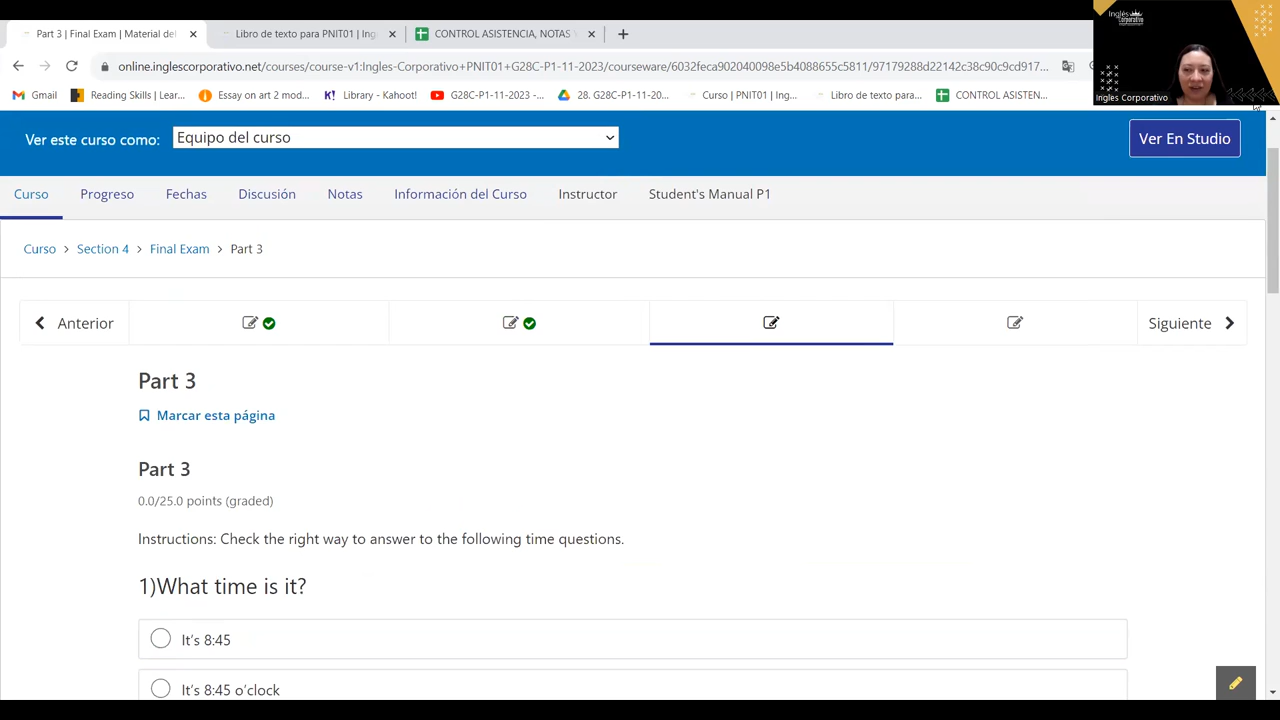 Part 3 | Final Exam | Material del
Libro de texto para PNIT01 | Ing
CONTROL ASISTENCIA, NOTAS
online.inglescorporativo.net/courses/course-v1:Ingles-Corporativo+PNIT01+G28C-P1-11-2023/courseware/6032feca902040098e5b4088655c5811/97179288d22142c38c90c9cd917...
Gmail
Reading Skills | Lear...
Essay on art 2 mod...
Library - Kahoot!
G28C-P1-11-2023 -...
28. G28C-P1-11-20...
Curso | PNIT01 | Ing...
Libro de texto para...
CONTROL ASISTEN...
Inglés
Corporativo
Ingles Corporativo
Ver este curso como:
Equipo del curso
Ver En Studio
Curso
Progreso
Fechas
Discusión
Notas
Información del Curso
Instructor
Student's Manual P1
Curso > Section 4 > Final Exam > Part 3
Anterior
Siguiente
Part 3
Marcar esta página
Part 3
0.0/25.0 points (graded)
Instructions: Check the right way to answer to the following time questions.
1)What time is it?
It's 8:45
It's 8:45 o'clock